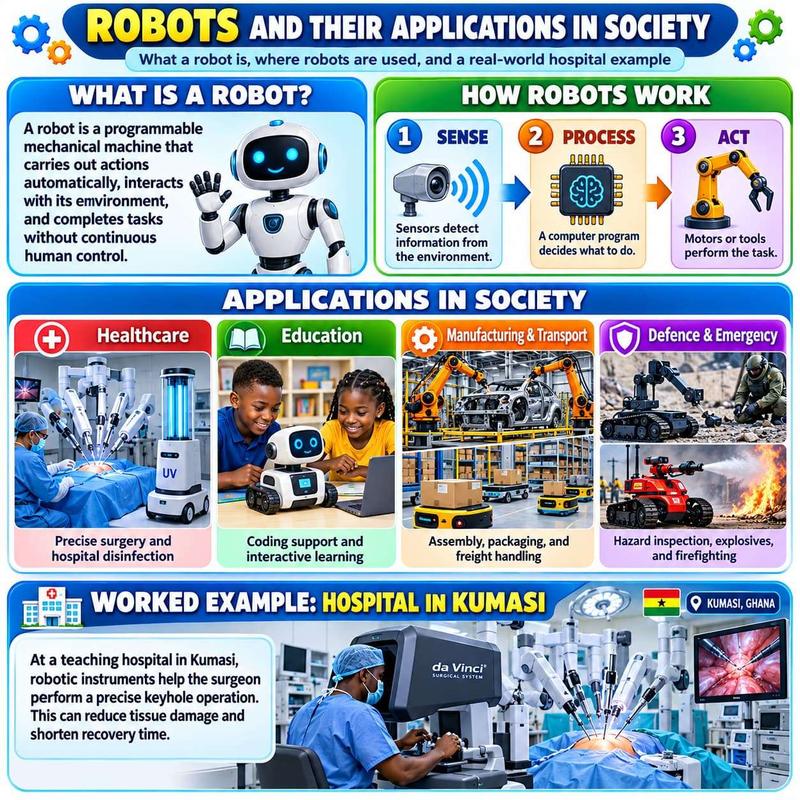 ROBOTS AND THEIR APPLICATIONS IN SOCIETY
What a robot is, where robots are used, and a real-world hospital example
WHAT IS A ROBOT?
A robot is a programmable
mechanical machine that
carries out actions
automatically, interacts
with its environment,
and completes tasks
without continuous
human control.
HOW ROBOTS WORK
1 SENSE
Sensors detect
information from
the environment.
2 PROCESS
A computer program
decides what to do.
3 ACT
Motors or tools
perform the task.
APPLICATIONS IN SOCIETY
Healthcare
UV
Precise surgery and
hospital disinfection
Education
Coding support and
interactive learning
Manufacturing & Transport
Assembly, packaging, and
freight handling
Defence & Emergency
Hazard inspection, explosives,
and firefighting
WORKED EXAMPLE: HOSPITAL IN KUMASI
KUMASI, GHANA
At a teaching hospital in Kumasi,
robotic instruments help the surgeon
perform a precise keyhole operation.
This can reduce tissue damage and
shorten recovery time.
da Vinci®
SURGICAL SYSTEM